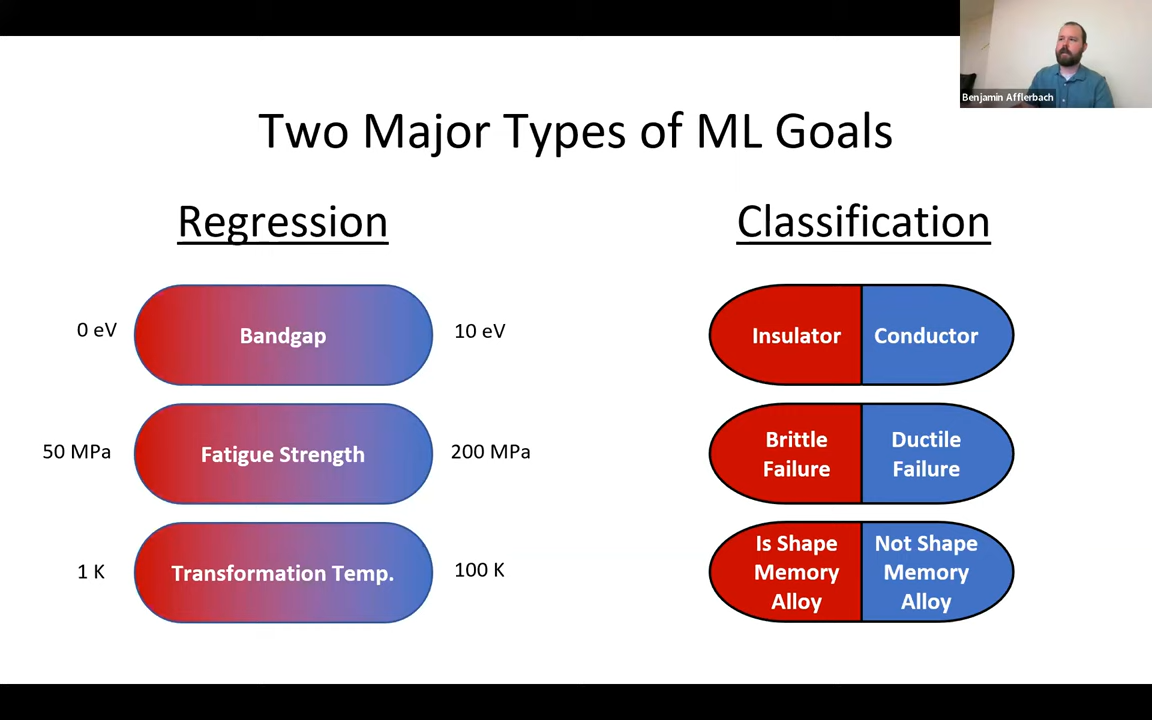 Benjamin Afflerbach
Two Major Types of ML Goals
Regression
0 eV
Bandgap
10 eV
50 MPa
Fatigue Strength
200 MPa
1 K
Transformation Temp.
100 K
Classification
Insulator
Conductor
Brittle
Failure
Ductile
Failure
Is Shape
Memory
Alloy
Not Shape
Memory
Alloy